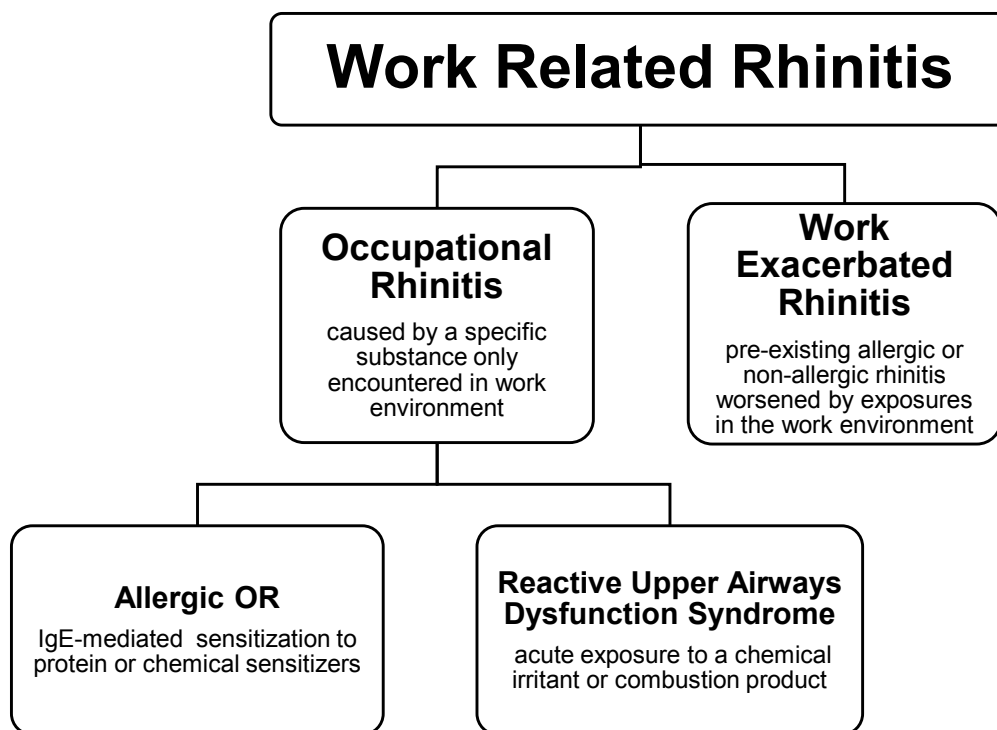 Work Related Rhinitis
Occupational
Rhinitis
caused by a specific
substance only
encountered in work
environment
Work
Exacerbated
Rhinitis
pre-existing allergic or
non-allergic rhinitis
worsened by exposures
in the work environment
Allergic OR
IgE-mediated sensitization to
protein or chemical sensitizers
Reactive Upper Airways
Dysfunction Syndrome
acute exposure to a chemical
irritant or combustion product